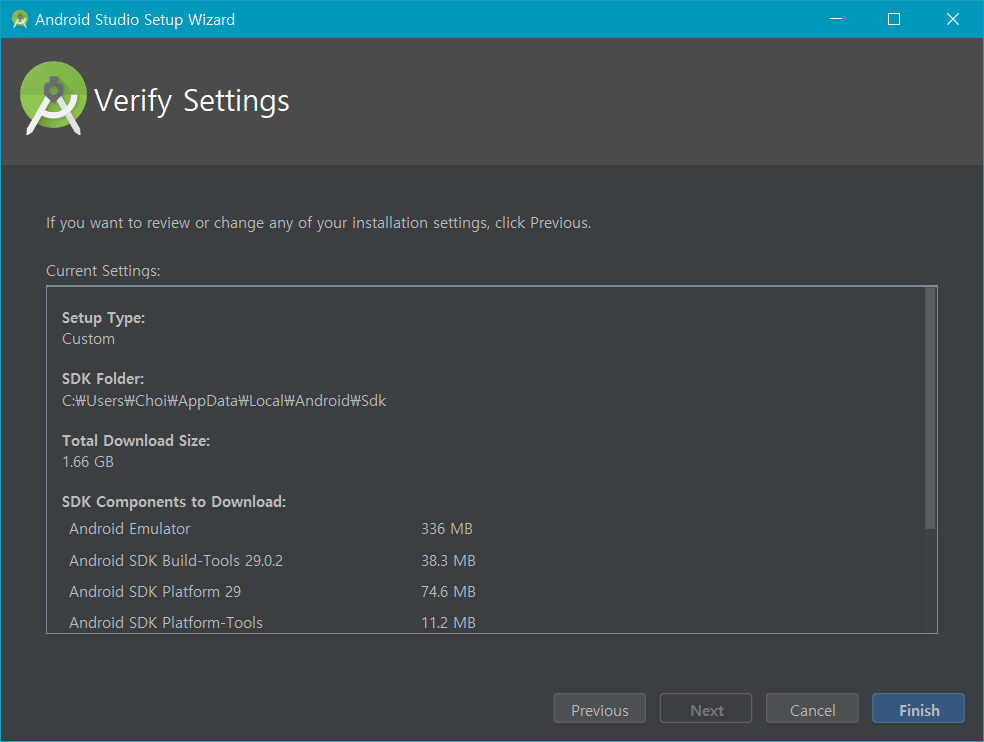 Android Studio Setup Wizard
Verify Settings
If you want to review or change any of your installation settings, click Previous.
Current Settings:
Setup Type:
Custom
SDK Folder:
C:₩Users₩Choi₩AppData₩Local₩Android₩Sdk
Total Download Size:
1.66 GB
SDK Components to Download:
Android Emulator 336 MB
Android SDK Build-Tools 29.0.2 38.3 MB
Android SDK Platform 29 74.6 MB
Android SDK Platform-Tools 11.2 MB
Previous Next Cancel Finish